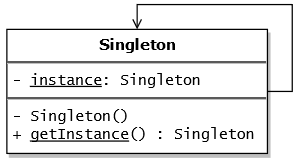 Singleton
- instance: Singleton
- Singleton()
+ getInstance() : Singleton